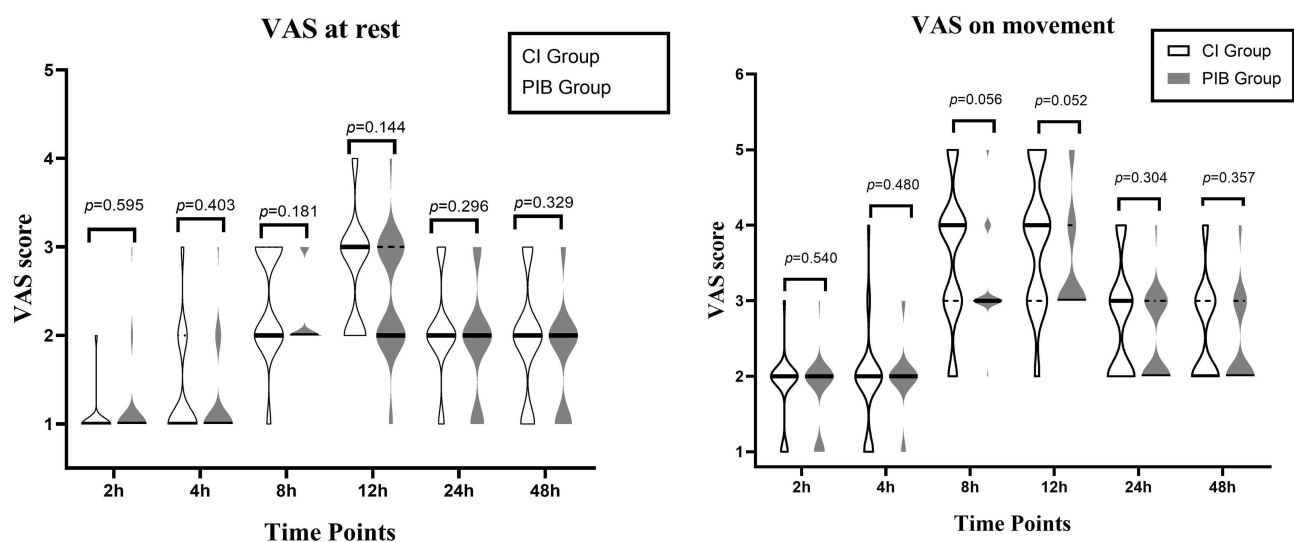 VAS at rest
CI Group
PIB Group
VAS score
5
4
3
2
1
p=0.595
p=0.403
p=0.181
p=0.144
p=0.296
p=0.329
2h
4h
8h
12h
24h
48h
Time Points
VAS on movement
CI Group
PIB Group
VAS score
6
5
4
3
2
1
p=0.540
p=0.480
p=0.056
p=0.052
p=0.304
p=0.357
2h
4h
8h
12h
24h
48h
Time Points